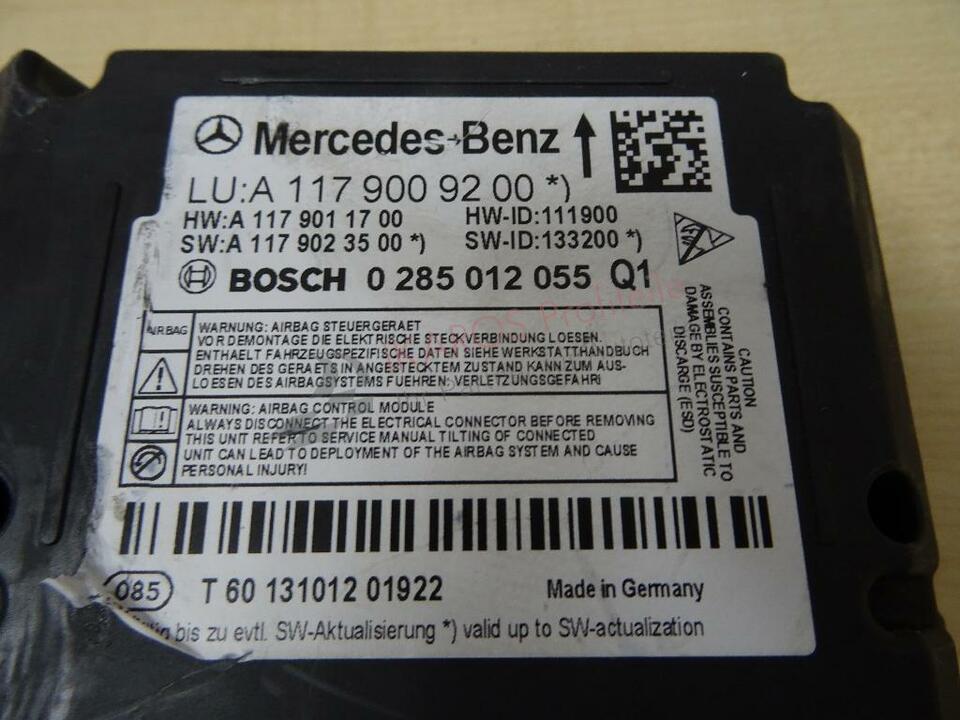 Mercedes-Benz
LU:A 117 900 92 00 *)
HW:A 117 901 17 00 HW-ID:111900
SW:A 117 902 35 00 *) SW-ID:133200 *)
BOSCH 0 285 012 055 Q1
AIRBAG
WARNUNG: AIRBAG STEUERGERAET
VOR DEMONTAGE DIE ELEKTRISCHE STECKVERBINDUNG LOESEN.
ENTHAELT FAHRZEUGSPEZIFISCHE DATEN SIEHE WERKSTATTHANDBUCH
DREHEN DES GERAETS IN ANGESTECKTEM ZUSTAND KANN ZUM AUS-
LOESEN DES AIRBAGSYSTEMS FUEHREN: VERLETZUNGSGEFAHR!
WARNING: AIRBAG CONTROL MODULE
ALWAYS DISCONNECT THE ELECTRICAL CONNECTOR BEFORE REMOVING
THIS UNIT REFER TO SERVICE MANUAL TILTING OF CONNECTED
UNIT CAN LEAD TO DEPLOYMENT OF THE AIRBAG SYSTEM AND CAUSE
PERSONAL INJURY!
CAUTION
CONTAINS PARTS AND
ASSEMBLIES SUSCEPTIBLE TO
DAMAGE BY ELECTROSTATIC
DISCHARGE (ESD)
085 T 60 131012 01922 Made in Germany
bis zu evtl. SW-Aktualisierung *) valid up to SW-actualization
Profiteile